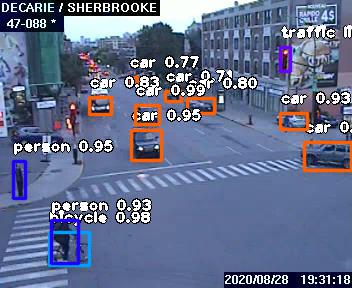 DECARIE / SHERBROOKE
47-088 *
traffic
car 0.77
car 0.83
car 0.99
car 0.80
car 0.93
car 0.95
car
person 0.95
person 0.93
bicycle 0.98
2020/08/28  19:31:18